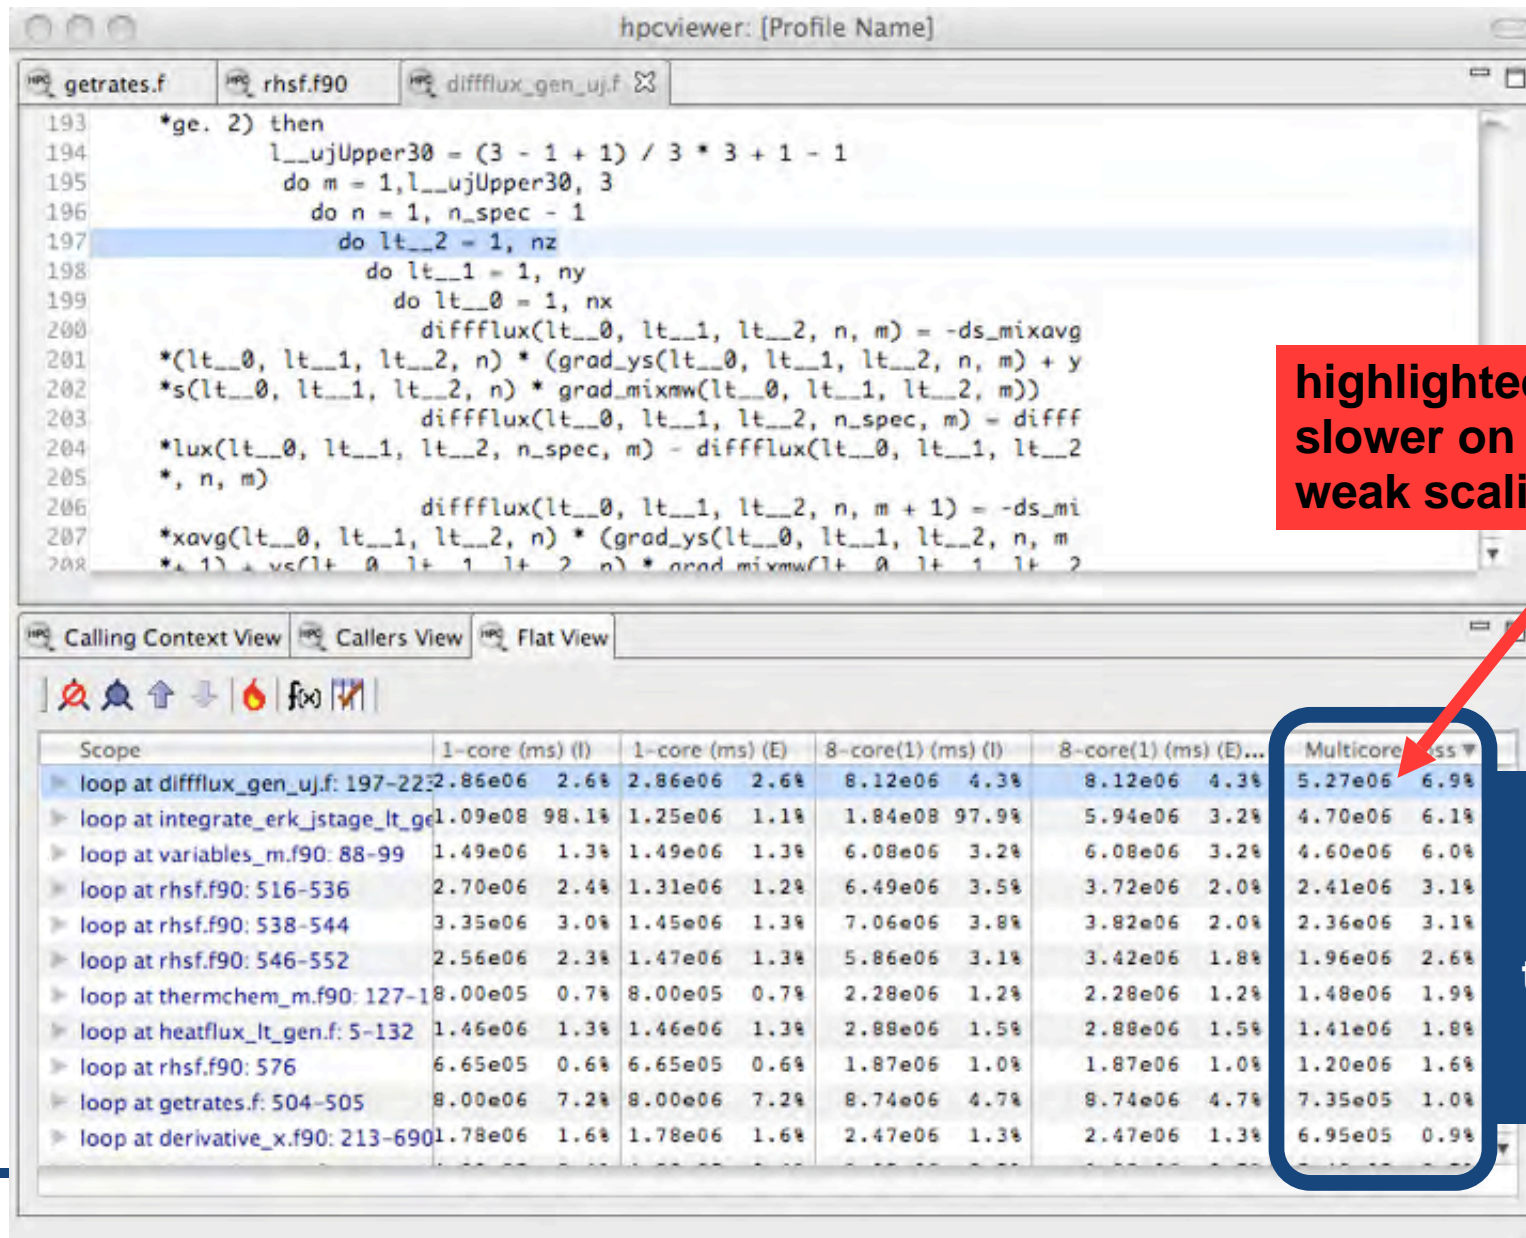 hpcviewer: [Profile Name]
getrates.f rhsf.f90 diffflux_gen_uj.f
193 *ge. 2) then
194 l__ujUpper30 = (3 - 1 + 1) / 3 * 3 + 1 - 1
195 do m = 1,l__ujUpper30, 3
196 do n = 1, n_spec - 1
197 do lt__2 = 1, nz
198 do lt__1 = 1, ny
199 do lt__0 = 1, nx
200 diffflux(lt__0, lt__1, lt__2, n, m) = -ds_mixavg
201 *(lt__0, lt__1, lt__2, n) * (grad_ys(lt__0, lt__1, lt__2, n, m) + y
202 *s(lt__0, lt__1, lt__2, n) * grad_mixmw(lt__0, lt__1, lt__2, m))
203 diffflux(lt__0, lt__1, lt__2, n_spec, m) = difff
204 *lux(lt__0, lt__1, lt__2, n_spec, m) - diffflux(lt__0, lt__1, lt__2
205 *, n, m)
206 diffflux(lt__0, lt__1, lt__2, n, m + 1) = -ds_mi
207 *xavg(lt__0, lt__1, lt__2, n) * (grad_ys(lt__0, lt__1, lt__2, n, m
208 *+ 1) + ys(lt__0, lt__1, lt__2, n) * grad_mixmw(lt__0, lt__1, lt__2
highlighted
slower on
weak scali
Calling Context View Callers View Flat View
f(x)
Scope 1-core (ms) (I) 1-core (ms) (E) 8-core(1) (ms) (I) 8-core(1) (ms) (E)... Multicore oss
loop at diffflux_gen_uj.f: 197-223 2.86e06 2.6% 2.86e06 2.6% 8.12e06 4.3% 8.12e06 4.3% 5.27e06 6.9%
loop at integrate_erk_jstage_lt_ge 1.09e08 98.1% 1.25e06 1.1% 1.84e08 97.9% 5.94e06 3.2% 4.70e06 6.1%
loop at variables_m.f90: 88-99 1.49e06 1.3% 1.49e06 1.3% 6.08e06 3.2% 6.08e06 3.2% 4.60e06 6.0%
loop at rhsf.f90: 516-536 2.70e06 2.4% 1.31e06 1.2% 6.49e06 3.5% 3.72e06 2.0% 2.41e06 3.1%
loop at rhsf.f90: 538-544 3.35e06 3.0% 1.45e06 1.3% 7.06e06 3.8% 3.82e06 2.0% 2.36e06 3.1%
loop at rhsf.f90: 546-552 2.56e06 2.3% 1.47e06 1.3% 5.86e06 3.1% 3.42e06 1.8% 1.96e06 2.6%
loop at thermchem_m.f90: 127-1 8.00e05 0.7% 8.00e05 0.7% 2.28e06 1.2% 2.28e06 1.2% 1.48e06 1.9%
loop at heatflux_lt_gen.f: 5-132 1.46e06 1.3% 1.46e06 1.3% 2.88e06 1.5% 2.88e06 1.5% 1.41e06 1.8%
loop at rhsf.f90: 576 6.65e05 0.6% 6.65e05 0.6% 1.87e06 1.0% 1.87e06 1.0% 1.20e06 1.6%
loop at getrates.f: 504-505 8.00e06 7.2% 8.00e06 7.2% 8.74e06 4.7% 8.74e06 4.7% 7.35e05 1.0%
loop at derivative_x.f90: 213-690 1.78e06 1.6% 1.78e06 1.6% 2.47e06 1.3% 2.47e06 1.3% 6.95e05 0.9%